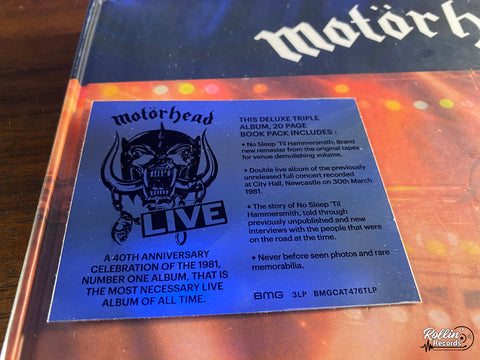 motörhead
Motörhead
LIVE
A 40TH ANNIVERSARY
CELEBRATION OF THE 1981,
NUMBER ONE ALBUM, THAT IS
THE MOST NECESSARY LIVE
ALBUM OF ALL TIME.
THIS DELUXE TRIPLE
ALBUM, 20 PAGE
BOOK PACK INCLUDES :
• No Sleep 'Til Hammersmith; Brand
new remaster from the original tapes
for venue demolishing volume.
• Double live album of the previously
unreleased full concert recorded
at City Hall, Newcastle on 30th March
1981.
• The story of No Sleep 'Til
Hammersmith, told through
previously unpublished and new
interviews with the people that were
on the road at the time.
• Never before seen photos and rare
memorabilia.
BMG 3LP BMGCAT476TLP
Rollin
Records